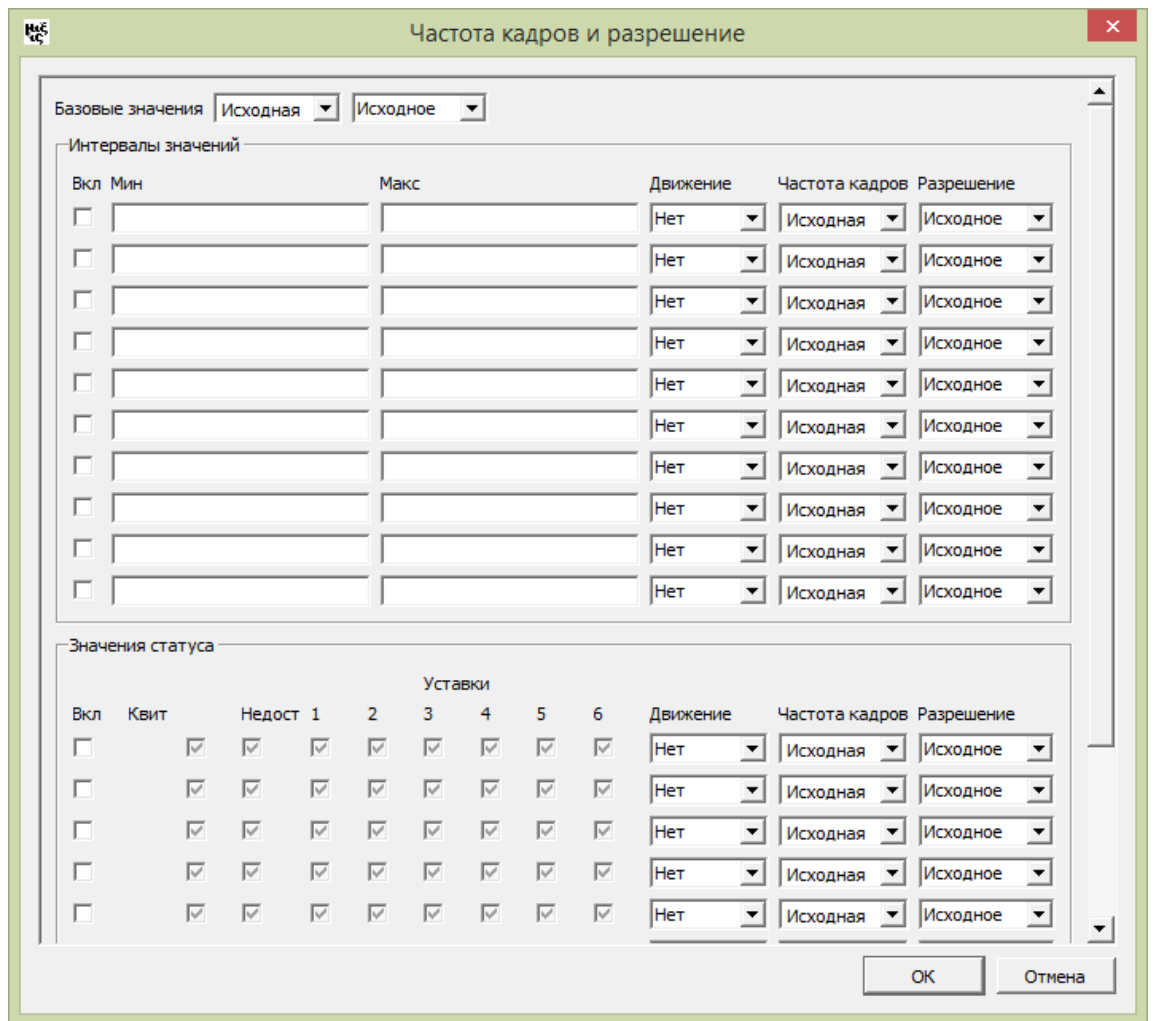 Частота кадров и разрешение
Базовые значения Исходная Исходное
Интервалы значений
Вкл Мин Макс Движение Частота кадров Разрешение
Нет Исходная Исходное
Нет Исходная Исходное
Нет Исходная Исходное
Нет Исходная Исходное
Нет Исходная Исходное
Нет Исходная Исходное
Нет Исходная Исходное
Нет Исходная Исходное
Нет Исходная Исходное
Нет Исходная Исходное
Значения статуса
Уставки
Вкл Квит Недост 1 2 3 4 5 6 Движение Частота кадров Разрешение
Нет Исходная Исходное
Нет Исходная Исходное
Нет Исходная Исходное
Нет Исходная Исходное
Нет Исходная Исходное
OK Отмена